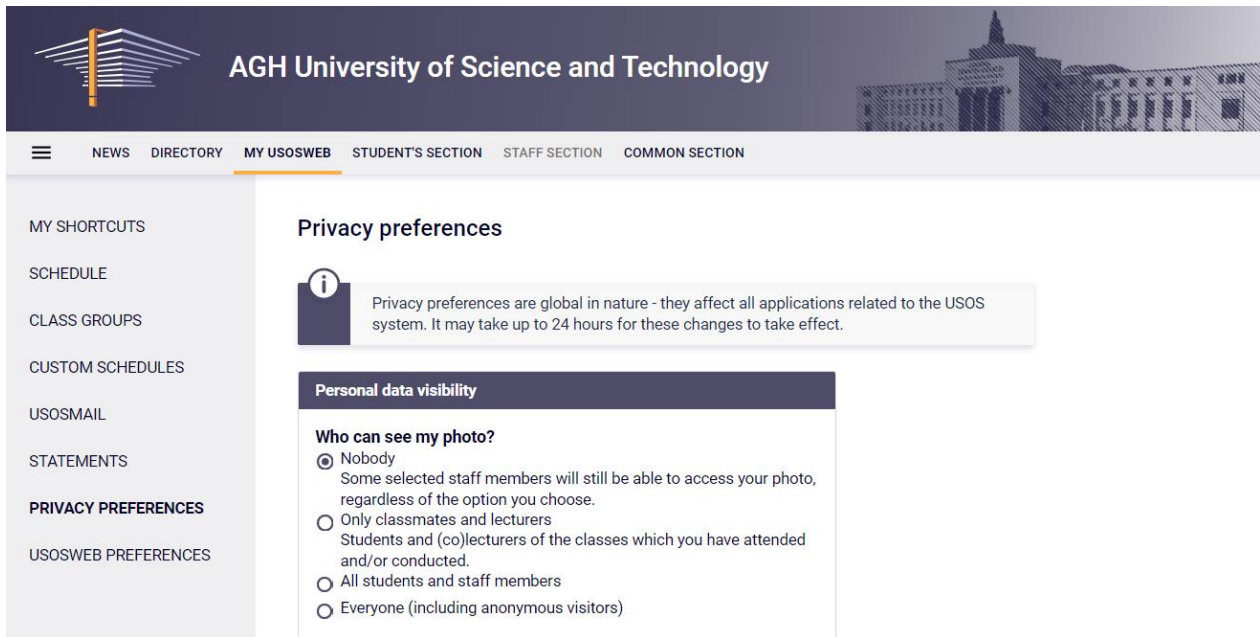 AGH University of Science and Technology
NEWS DIRECTORY MY USOSWEB STUDENT'S SECTION STAFF SECTION COMMON SECTION
MY SHORTCUTS
SCHEDULE
CLASS GROUPS
CUSTOM SCHEDULES
USOSMAIL
STATEMENTS
PRIVACY PREFERENCES
USOSWEB PREFERENCES
Privacy preferences
Privacy preferences are global in nature - they affect all applications related to the USOS
system. It may take up to 24 hours for these changes to take effect.
Personal data visibility
Who can see my photo?
Nobody
Some selected staff members will still be able to access your photo,
regardless of the option you choose.
Only classmates and lecturers
Students and (co)lecturers of the classes which you have attended
and/or conducted.
All students and staff members
Everyone (including anonymous visitors)